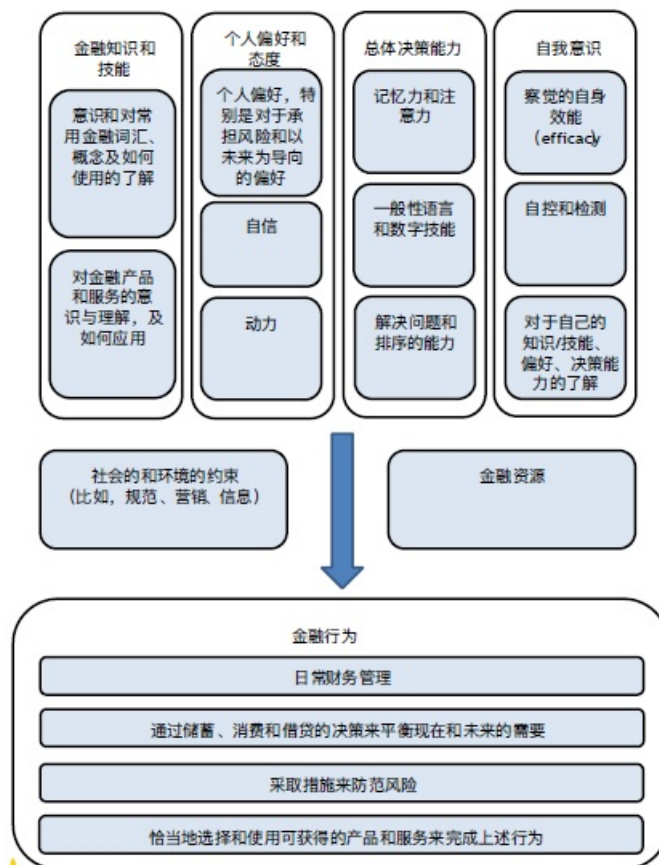 金融知识和
技能
意识和对常
用金融词汇、
概念及如何
使用的了解
对金融产品
和服务的意
识与理解，及
如何应用
个人偏好和
态度
个人偏好，特
别是对于承
担风险和以
未来为导向
的偏好
自信
动力
总体决策能力
记忆力和注
意力
一般性语言
和数字技能
解决问题和
排序的能力
自我意识
察觉的自身
效能
（efficacy）
自控和检测
对于自己的
知识/技能、
偏好、决策能
力的了解
社会的和环境的约束
（比如，规范、营销、信息）
金融资源
金融行为
日常财务管理
通过储蓄、消费和借贷的决策来平衡现在和未来的需要
采取措施来防范风险
恰当地选择和使用可获得的产品和服务来完成上述行为